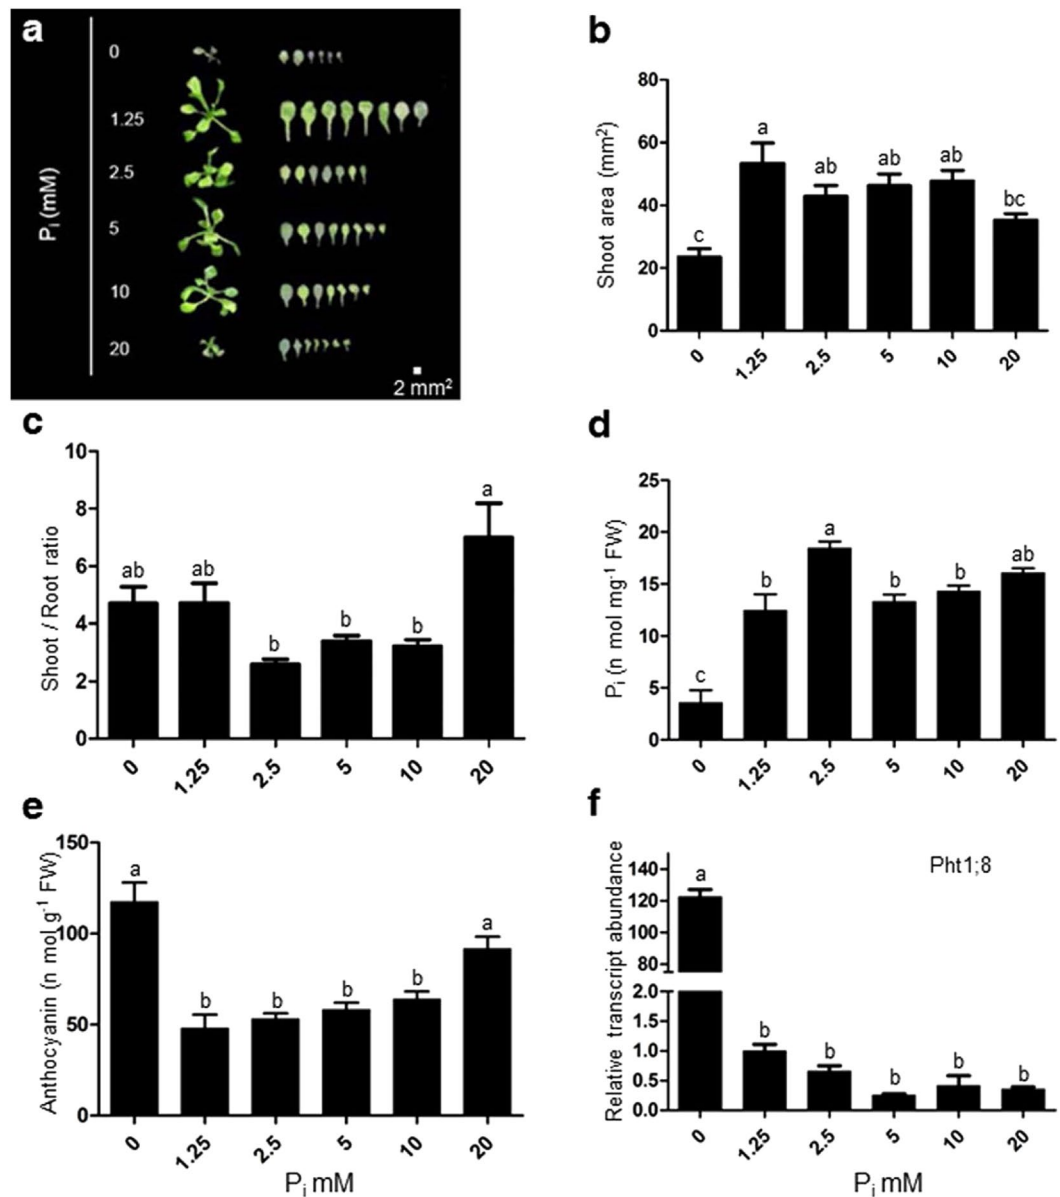 a
0
1.25
2.5
5
10
20
Pi (mM)
2 mm²
b
Shoot area (mm²)
80
60
40
20
0
c
a
ab
ab
ab
bc
0
1.25
2.5
5
10
20
c
Shoot / Root ratio
10
8
6
4
2
0
ab
ab
b
b
b
a
0
1.25
2.5
5
10
20
d
Pi (n mol mg⁻¹ FW)
25
20
15
10
5
0
c
b
a
b
b
ab
0
1.25
2.5
5
10
20
e
Anthocyanin (n mol g⁻¹ FW)
150
100
50
0
a
b
b
b
b
a
0
1.25
2.5
5
10
20
Pi mM
f
Relative transcript abundance
Pht1;8
140
120
100
80
2.0
1.5
1.0
0.5
0.0
a
b
b
b
b
b
0
1.25
2.5
5
10
20
Pi mM